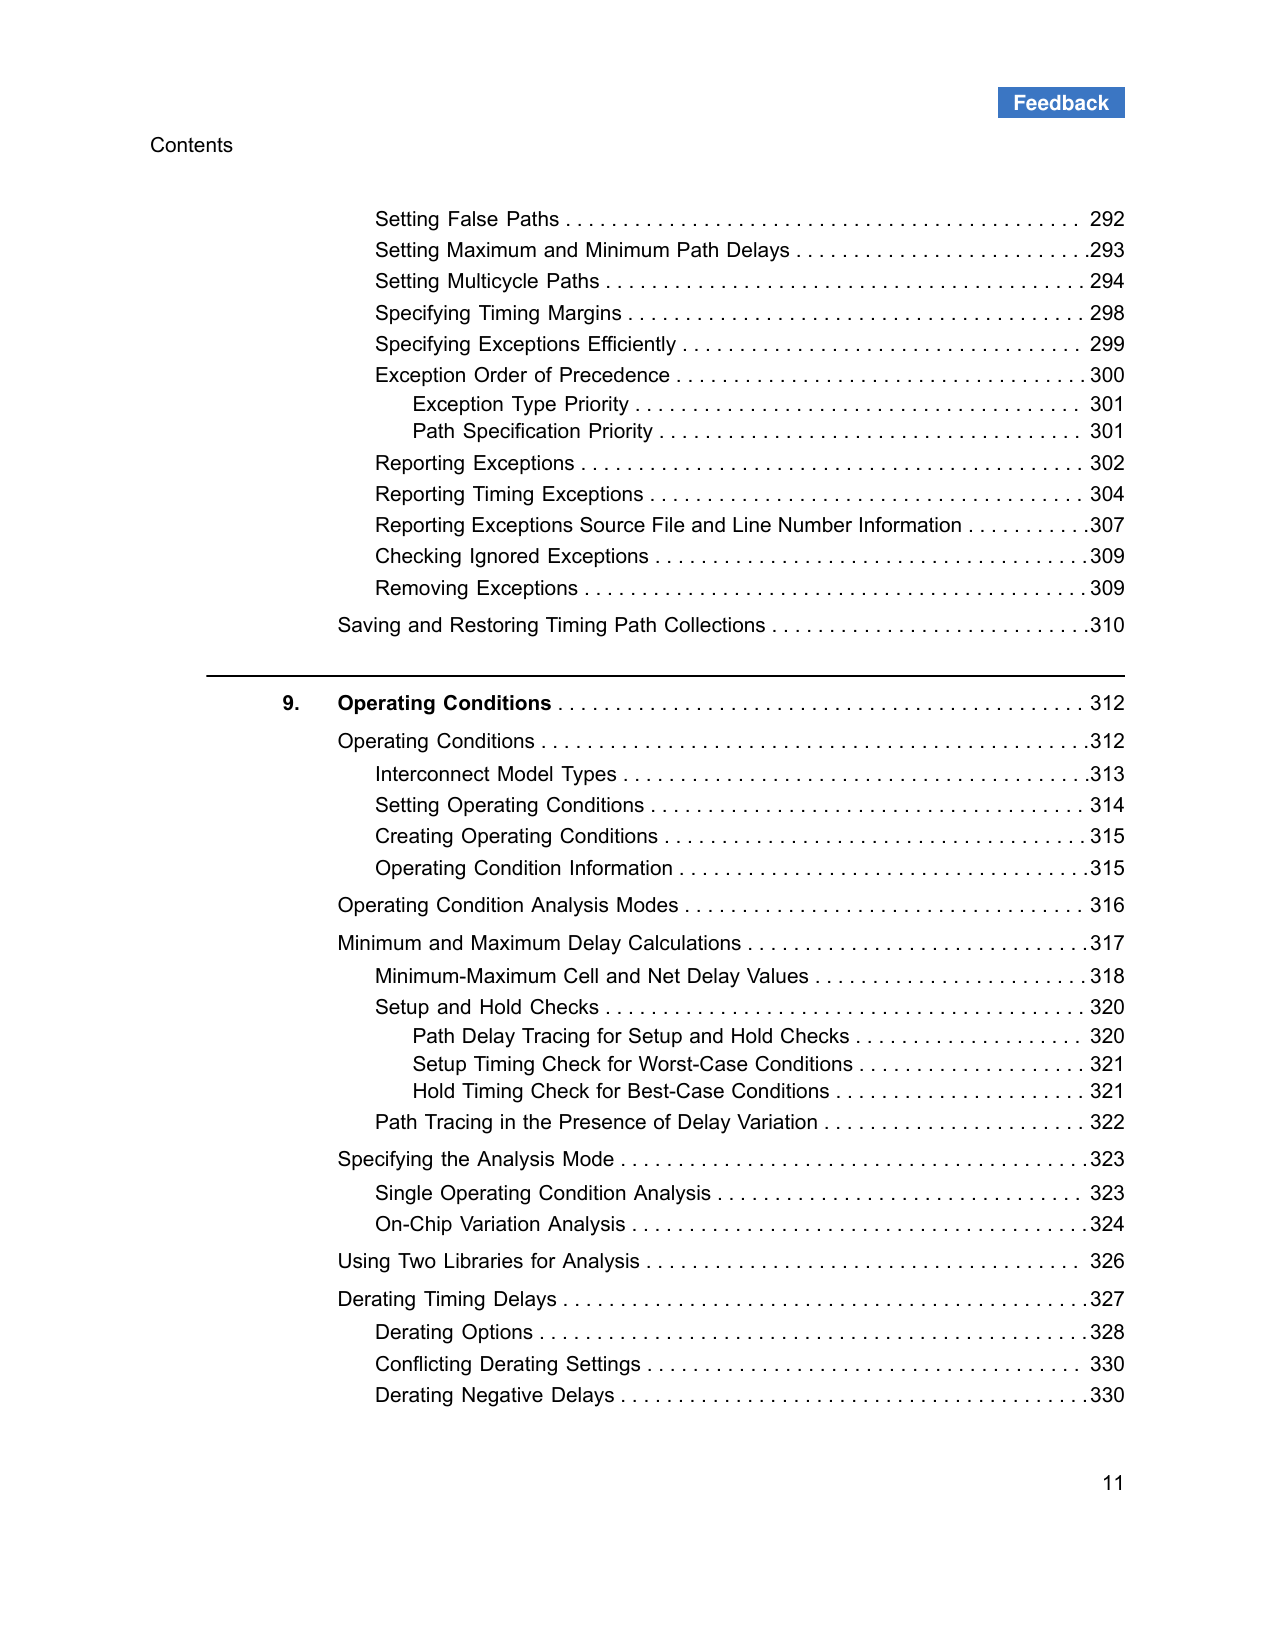 Feedback
Contents
Setting False Paths . . . . . . . . . . . . . . . . . . . . . . . . . . . . . . . . . . . . . . . . . . . . . 292
Setting Maximum and Minimum Path Delays . . . . . . . . . . . . . . . . . . . . . . . . . .293
Setting Multicycle Paths . . . . . . . . . . . . . . . . . . . . . . . . . . . . . . . . . . . . . . . . . . 294
Specifying Timing Margins . . . . . . . . . . . . . . . . . . . . . . . . . . . . . . . . . . . . . . . . 298
Specifying Exceptions Efficiently . . . . . . . . . . . . . . . . . . . . . . . . . . . . . . . . . . . 299
Exception Order of Precedence . . . . . . . . . . . . . . . . . . . . . . . . . . . . . . . . . . . . 300
Exception Type Priority . . . . . . . . . . . . . . . . . . . . . . . . . . . . . . . . . . . . . . . 301
Path Specification Priority . . . . . . . . . . . . . . . . . . . . . . . . . . . . . . . . . . . . . 301
Reporting Exceptions . . . . . . . . . . . . . . . . . . . . . . . . . . . . . . . . . . . . . . . . . . . . 302
Reporting Timing Exceptions . . . . . . . . . . . . . . . . . . . . . . . . . . . . . . . . . . . . . . 304
Reporting Exceptions Source File and Line Number Information . . . . . . . . . . .307
Checking Ignored Exceptions . . . . . . . . . . . . . . . . . . . . . . . . . . . . . . . . . . . . . .309
Removing Exceptions . . . . . . . . . . . . . . . . . . . . . . . . . . . . . . . . . . . . . . . . . . . . 309
Saving and Restoring Timing Path Collections . . . . . . . . . . . . . . . . . . . . . . . . . . . .310
9. Operating Conditions . . . . . . . . . . . . . . . . . . . . . . . . . . . . . . . . . . . . . . . . . . . . . . 312
Operating Conditions . . . . . . . . . . . . . . . . . . . . . . . . . . . . . . . . . . . . . . . . . . . . . . . .312
Interconnect Model Types . . . . . . . . . . . . . . . . . . . . . . . . . . . . . . . . . . . . . . . . .313
Setting Operating Conditions . . . . . . . . . . . . . . . . . . . . . . . . . . . . . . . . . . . . . . 314
Creating Operating Conditions . . . . . . . . . . . . . . . . . . . . . . . . . . . . . . . . . . . . . 315
Operating Condition Information . . . . . . . . . . . . . . . . . . . . . . . . . . . . . . . . . . . .315
Operating Condition Analysis Modes . . . . . . . . . . . . . . . . . . . . . . . . . . . . . . . . . . . 316
Minimum and Maximum Delay Calculations . . . . . . . . . . . . . . . . . . . . . . . . . . . . . .317
Minimum-Maximum Cell and Net Delay Values . . . . . . . . . . . . . . . . . . . . . . . . 318
Setup and Hold Checks . . . . . . . . . . . . . . . . . . . . . . . . . . . . . . . . . . . . . . . . . . 320
Path Delay Tracing for Setup and Hold Checks . . . . . . . . . . . . . . . . . . . . 320
Setup Timing Check for Worst-Case Conditions . . . . . . . . . . . . . . . . . . . . 321
Hold Timing Check for Best-Case Conditions . . . . . . . . . . . . . . . . . . . . . . 321
Path Tracing in the Presence of Delay Variation . . . . . . . . . . . . . . . . . . . . . . . 322
Specifying the Analysis Mode . . . . . . . . . . . . . . . . . . . . . . . . . . . . . . . . . . . . . . . . .323
Single Operating Condition Analysis . . . . . . . . . . . . . . . . . . . . . . . . . . . . . . . . 323
On-Chip Variation Analysis . . . . . . . . . . . . . . . . . . . . . . . . . . . . . . . . . . . . . . . .324
Using Two Libraries for Analysis . . . . . . . . . . . . . . . . . . . . . . . . . . . . . . . . . . . . . . 326
Derating Timing Delays . . . . . . . . . . . . . . . . . . . . . . . . . . . . . . . . . . . . . . . . . . . . . .327
Derating Options . . . . . . . . . . . . . . . . . . . . . . . . . . . . . . . . . . . . . . . . . . . . . . . .328
Conflicting Derating Settings . . . . . . . . . . . . . . . . . . . . . . . . . . . . . . . . . . . . . . 330
Derating Negative Delays . . . . . . . . . . . . . . . . . . . . . . . . . . . . . . . . . . . . . . . . .330
11